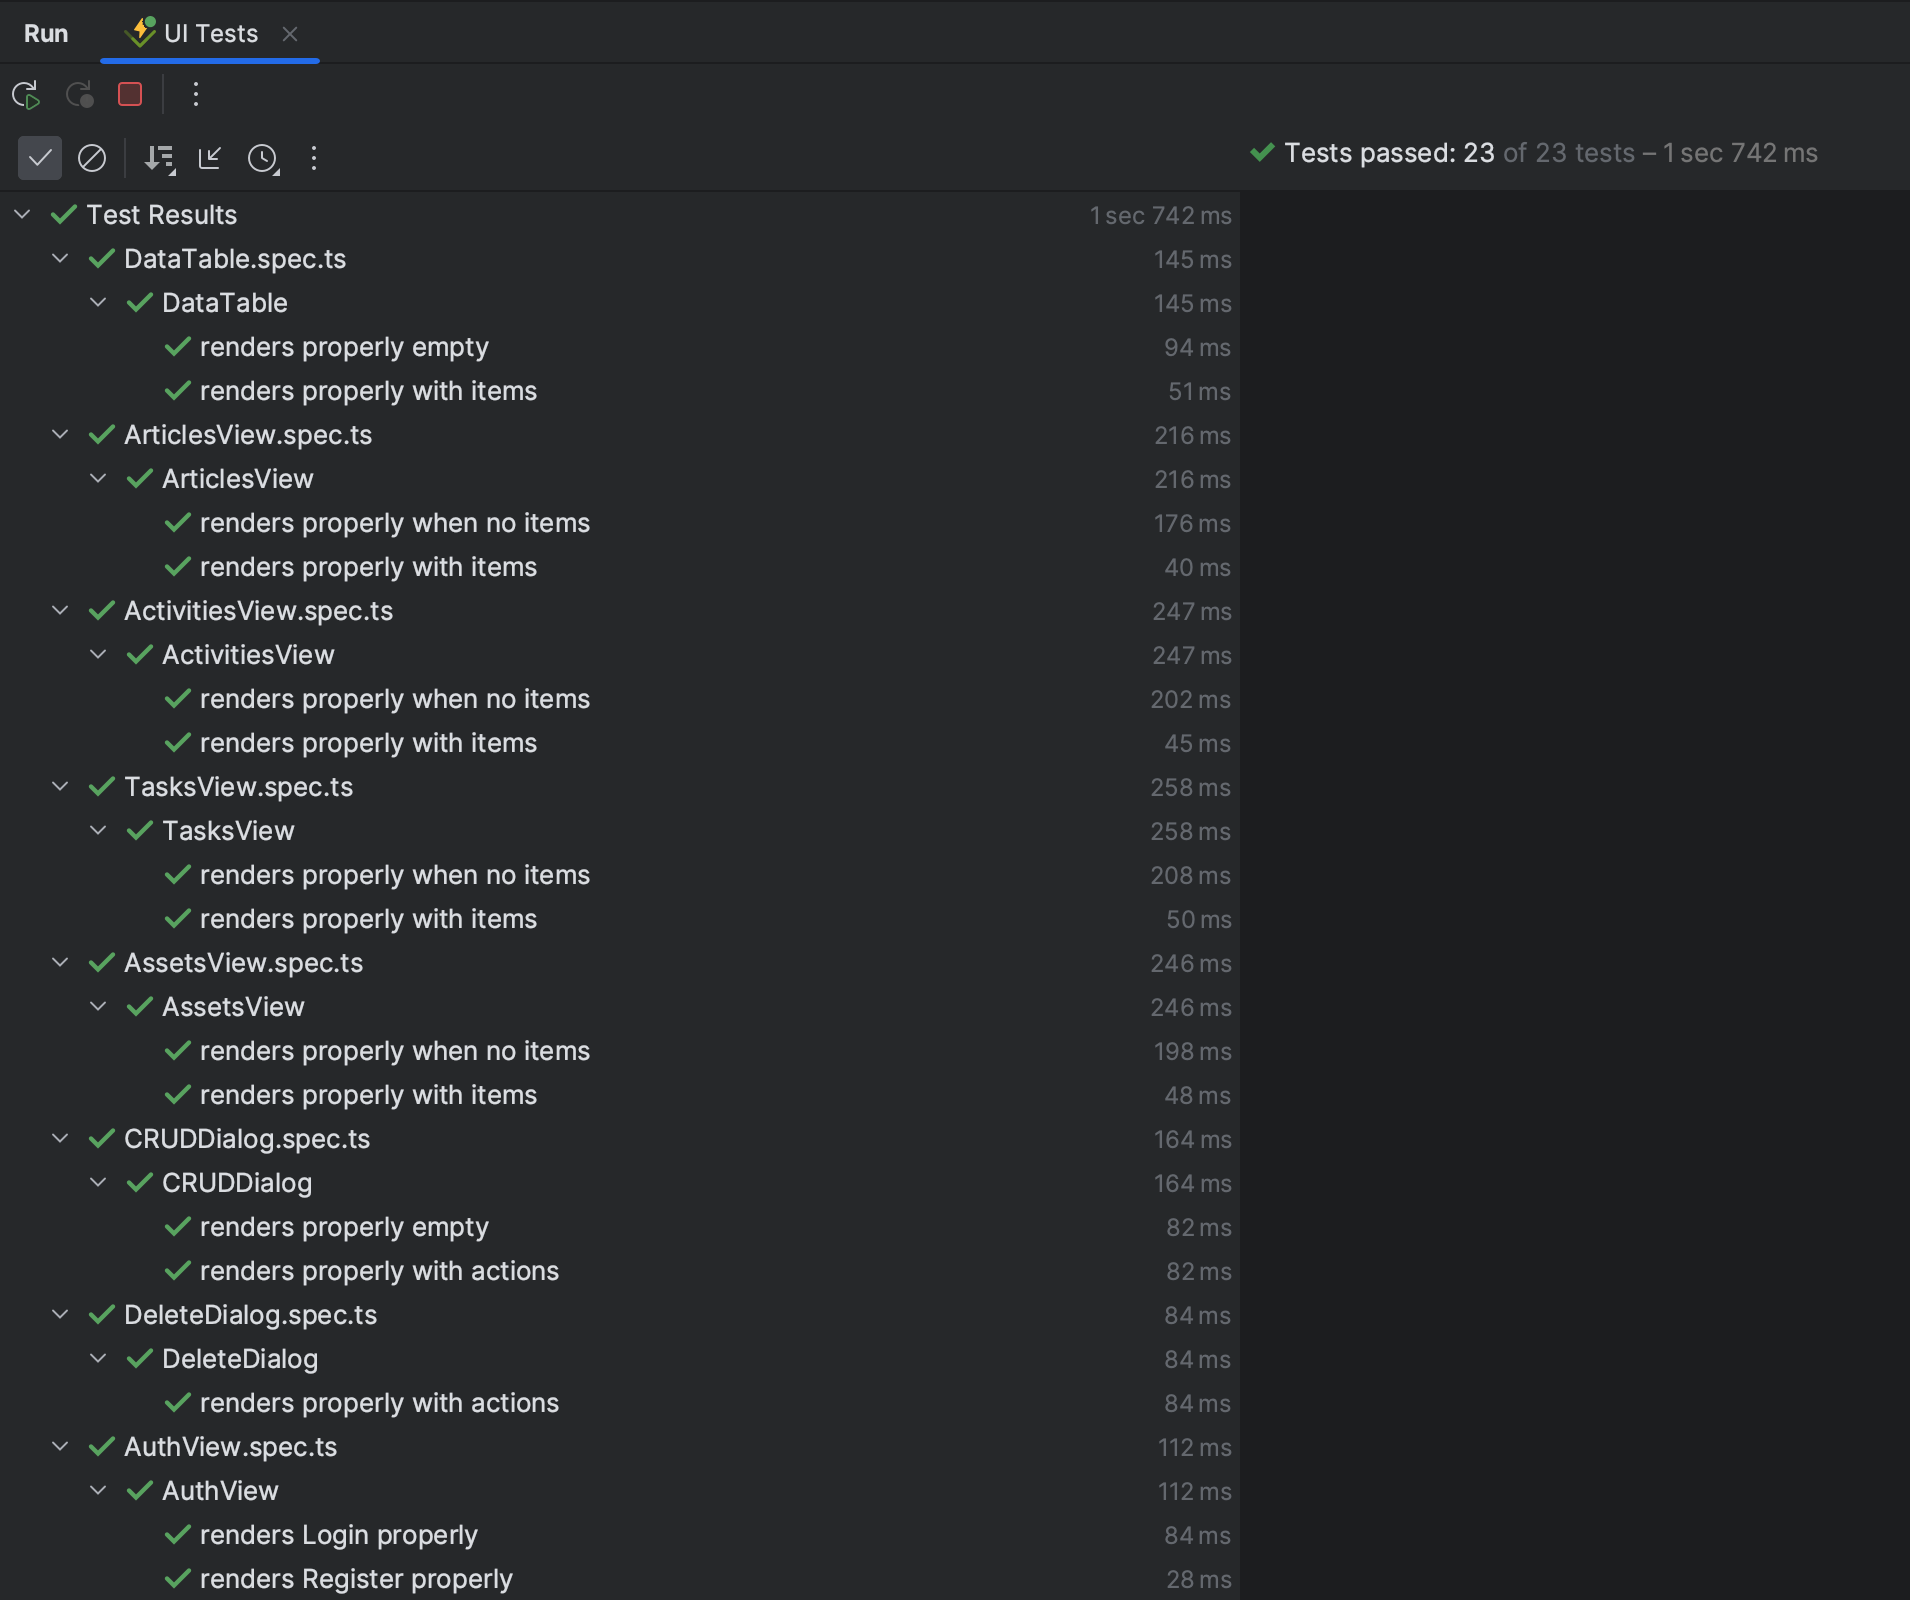 Run UI Tests
Tests passed: 23 of 23 tests – 1 sec 742 ms
Test Results 1 sec 742 ms
DataTable.spec.ts 145 ms
DataTable 145 ms
renders properly empty 94 ms
renders properly with items 51 ms
ArticlesView.spec.ts 216 ms
ArticlesView 216 ms
renders properly when no items 176 ms
renders properly with items 40 ms
ActivitiesView.spec.ts 247 ms
ActivitiesView 247 ms
renders properly when no items 202 ms
renders properly with items 45 ms
TasksView.spec.ts 258 ms
TasksView 258 ms
renders properly when no items 208 ms
renders properly with items 50 ms
AssetsView.spec.ts 246 ms
AssetsView 246 ms
renders properly when no items 198 ms
renders properly with items 48 ms
CRUDDialog.spec.ts 164 ms
CRUDDialog 164 ms
renders properly empty 82 ms
renders properly with actions 82 ms
DeleteDialog.spec.ts 84 ms
DeleteDialog 84 ms
renders properly with actions 84 ms
AuthView.spec.ts 112 ms
AuthView 112 ms
renders Login properly 84 ms
renders Register properly 28 ms